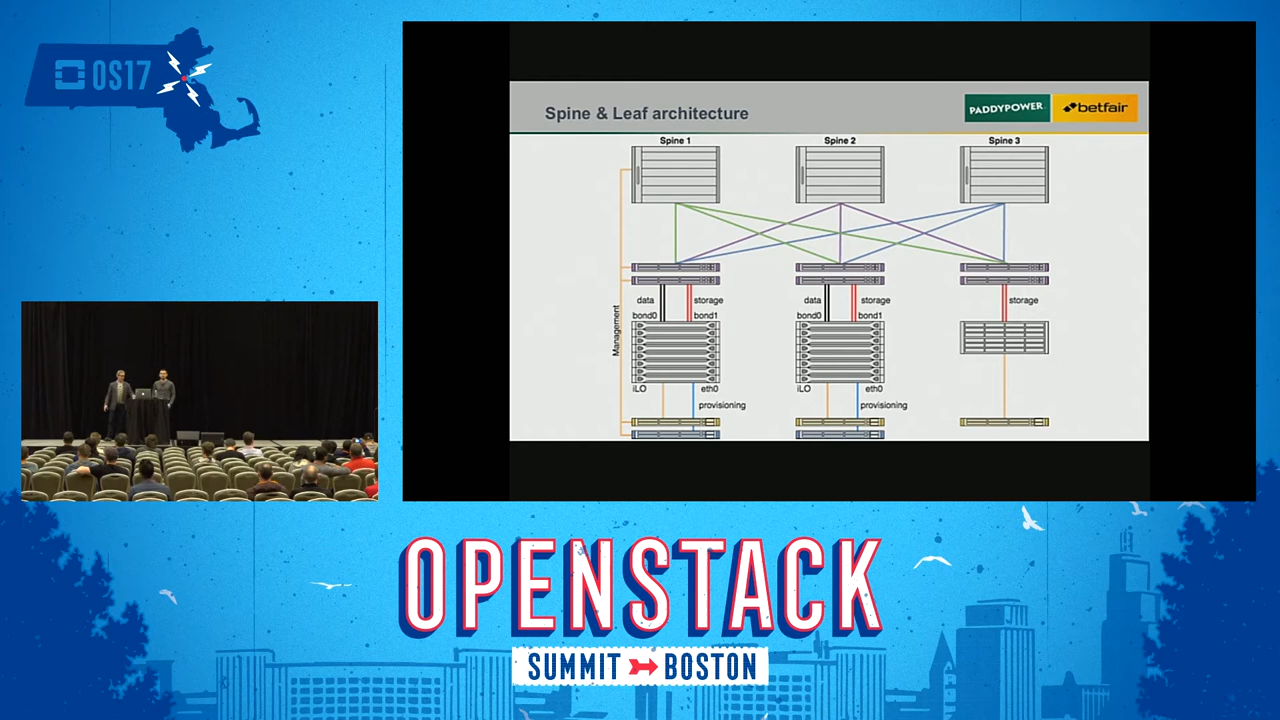 OS17
Spine & Leaf architecture
PADDYPOWER.
betfair
Spine 1
Spine 2
Spine 3
data
storage
data
storage
storage
bond0
bond1
bond0
bond1
Management
iLO
eth0
iLO
eth0
provisioning
provisioning
OPENSTACK
SUMMIT BOSTON